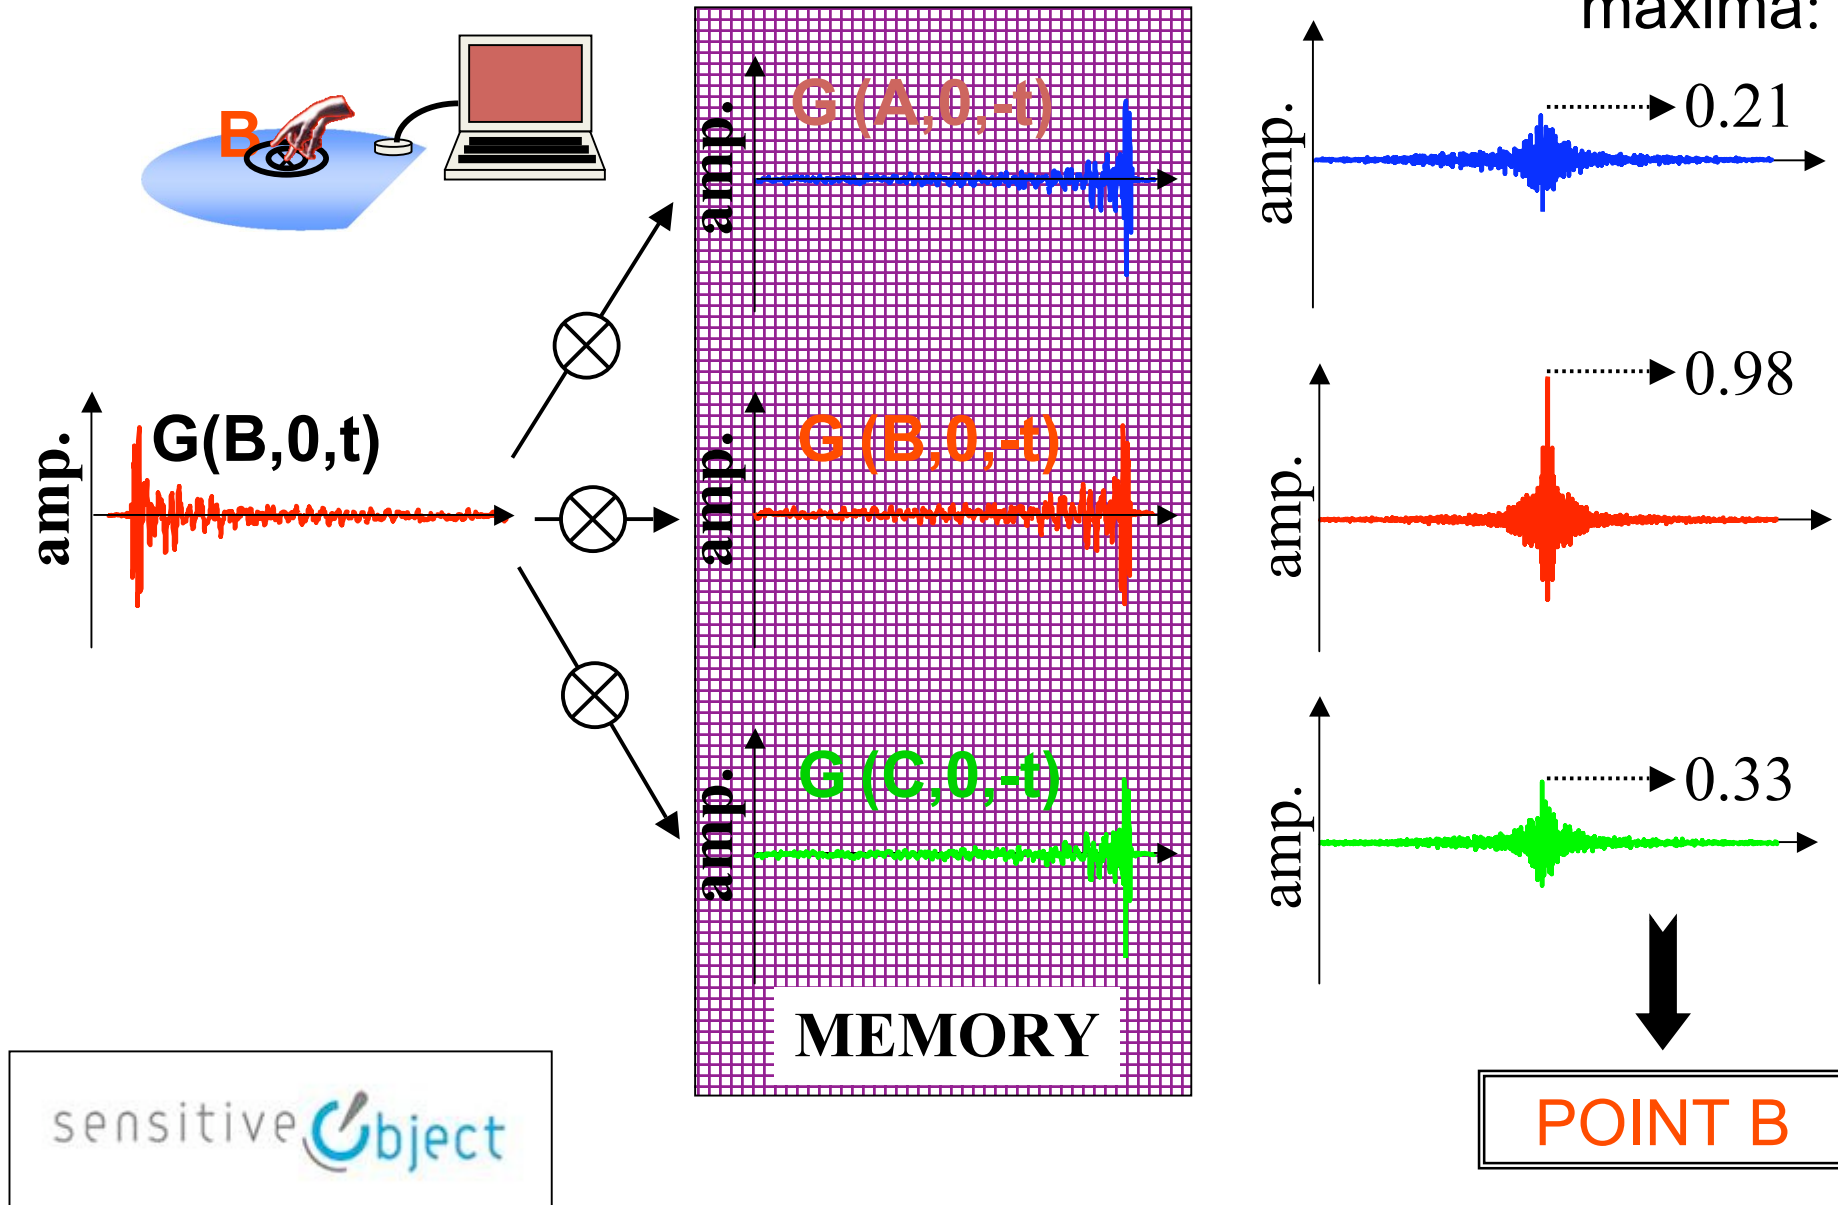 maxima:
B
amp.
G (A,0,-t)
amp.
0.21
amp.
G(B,0,t)
amp.
G (B,0,-t)
amp.
0.98
amp.
G (C,0,-t)
amp.
0.33
MEMORY
sensitive Object
POINT B